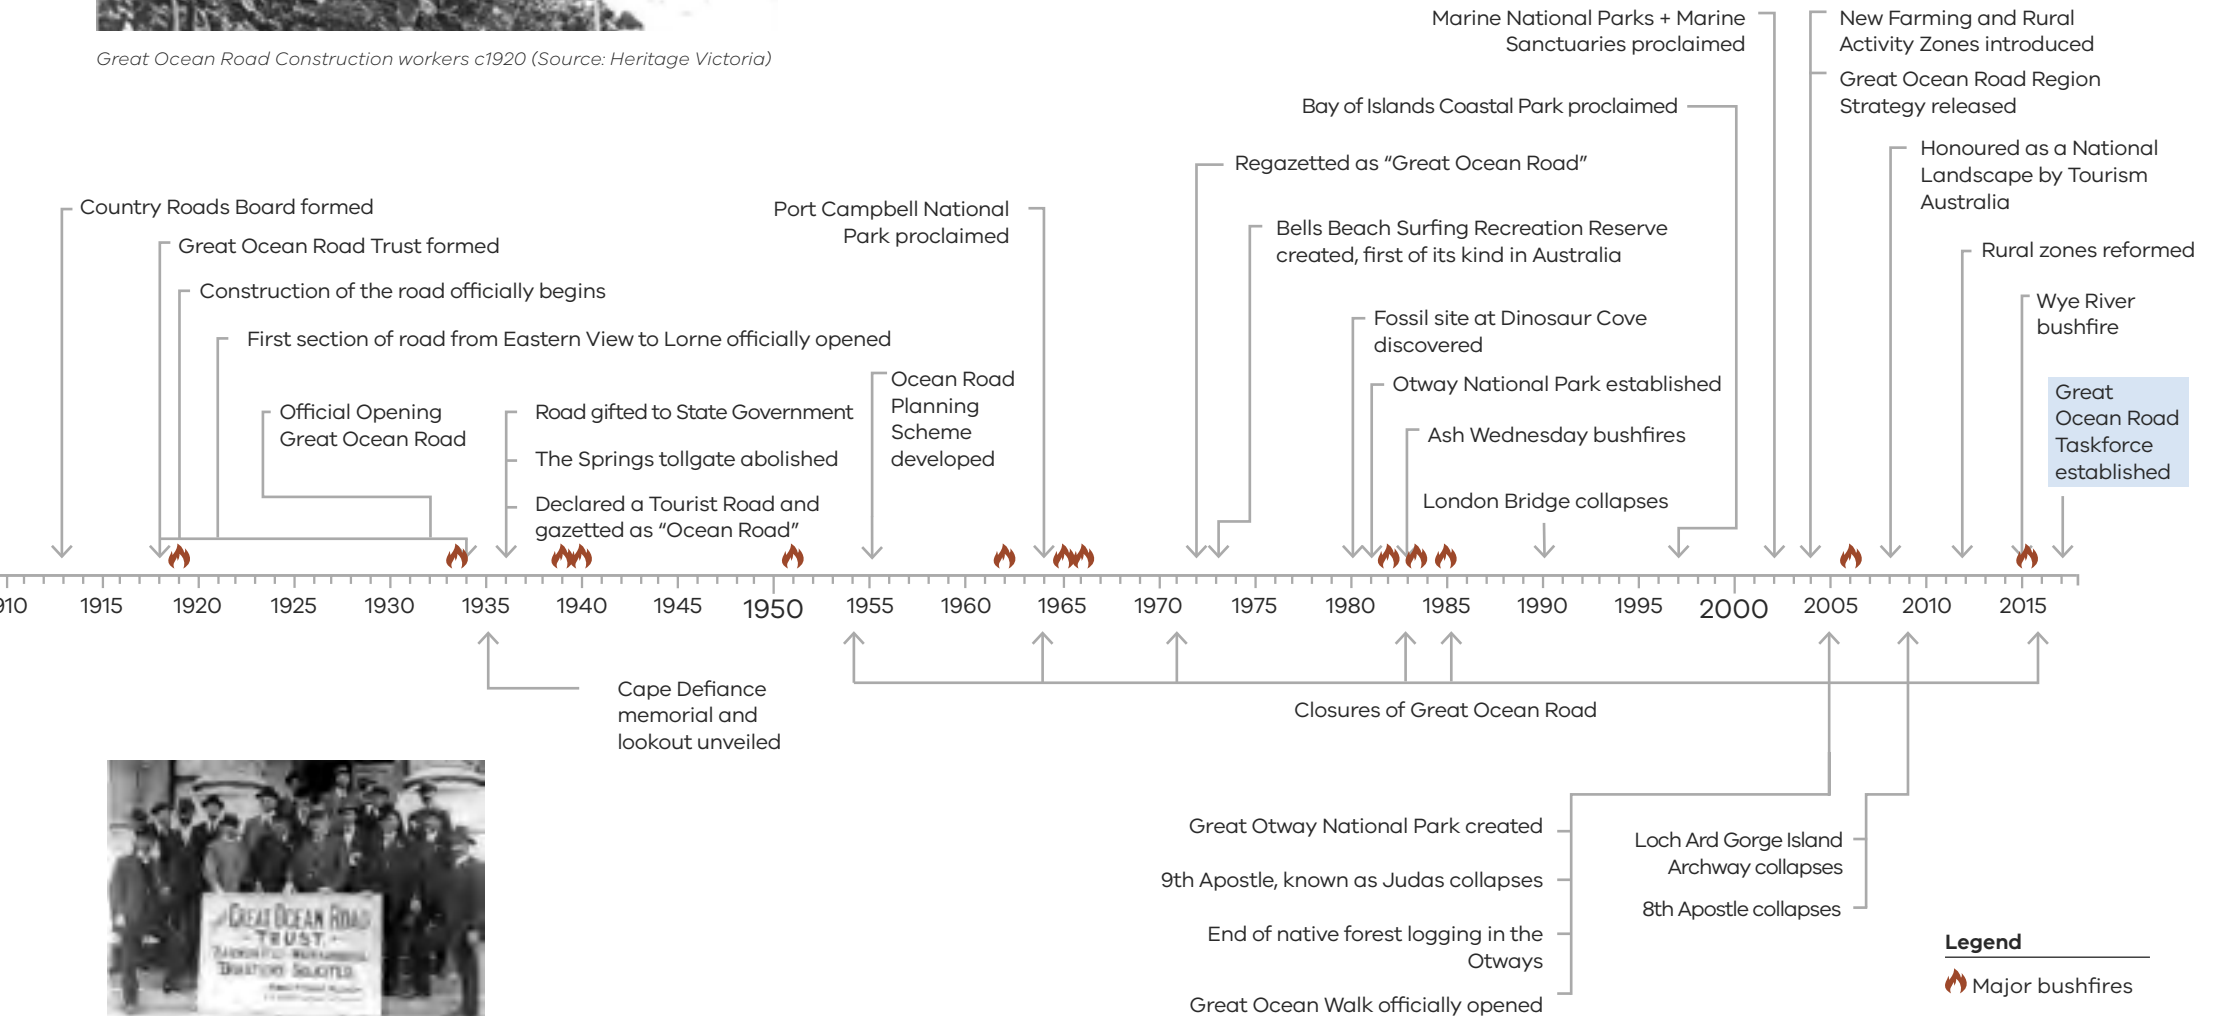 Great Ocean Road Construction workers c1920 (Source: Heritage Victoria)
Marine National Parks + Marine
Sanctuaries proclaimed
New Farming and Rural
Activity Zones introduced
Great Ocean Road Region
Strategy released
Bay of Islands Coastal Park proclaimed
Honoured as a National
Landscape by Tourism
Australia
Regazetted as “Great Ocean Road”
Country Roads Board formed
Port Campbell National
Park proclaimed
Bells Beach Surfing Recreation Reserve
created, first of its kind in Australia
Great Ocean Road Trust formed
Rural zones reformed
Construction of the road officially begins
Wye River
bushfire
Fossil site at Dinosaur Cove
discovered
First section of road from Eastern View to Lorne officially opened
Ocean Road
Planning
Scheme
developed
Otway National Park established
Great
Ocean Road
Taskforce
established
Official Opening
Great Ocean Road
Road gifted to State Government
Ash Wednesday bushfires
The Springs tollgate abolished
London Bridge collapses
Declared a Tourist Road and
gazetted as “Ocean Road”
910 1915 1920 1925 1930 1935 1940 1945 1950 1955 1960 1965 1970 1975 1980 1985 1990 1995 2000 2005 2010 2015
Cape Defiance
memorial and
lookout unveiled
Closures of Great Ocean Road
Great Otway National Park created
9th Apostle, known as Judas collapses
End of native forest logging in the
Otways
Great Ocean Walk officially opened
Loch Ard Gorge Island
Archway collapses
8th Apostle collapses
GREAT OCEAN ROAD
TRUST
DONATIONS SOLICITED
Legend
Major bushfires